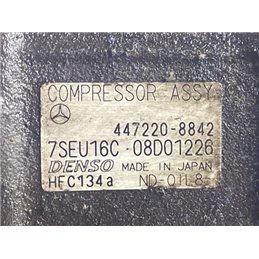 COMPRESSOR ASSY
447220-8842
7SEU16C 08D01226
DENSO MADE IN JAPAN
HFC134a ND-OIL8